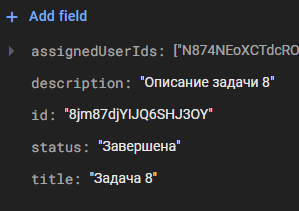 + Add field
assignedUserIds: ["N874NEoXCTdcRO
description: "Описание задачи 8"
id: "8jm87djYIJQ6SHJ3OY"
status: "Завершена"
title: "Задача 8"